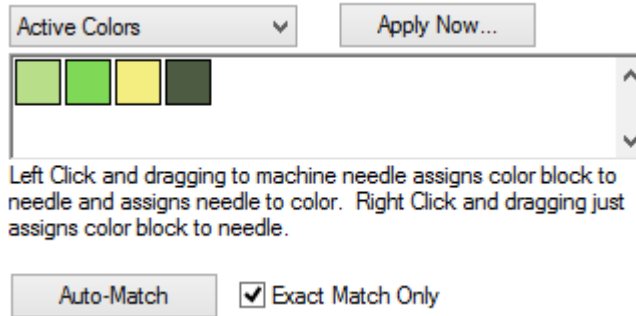 Active Colors
Apply Now...
Left Click and dragging to machine needle assigns color block to
needle and assigns needle to color.  Right Click and dragging just
assigns color block to needle.
Auto-Match
Exact Match Only